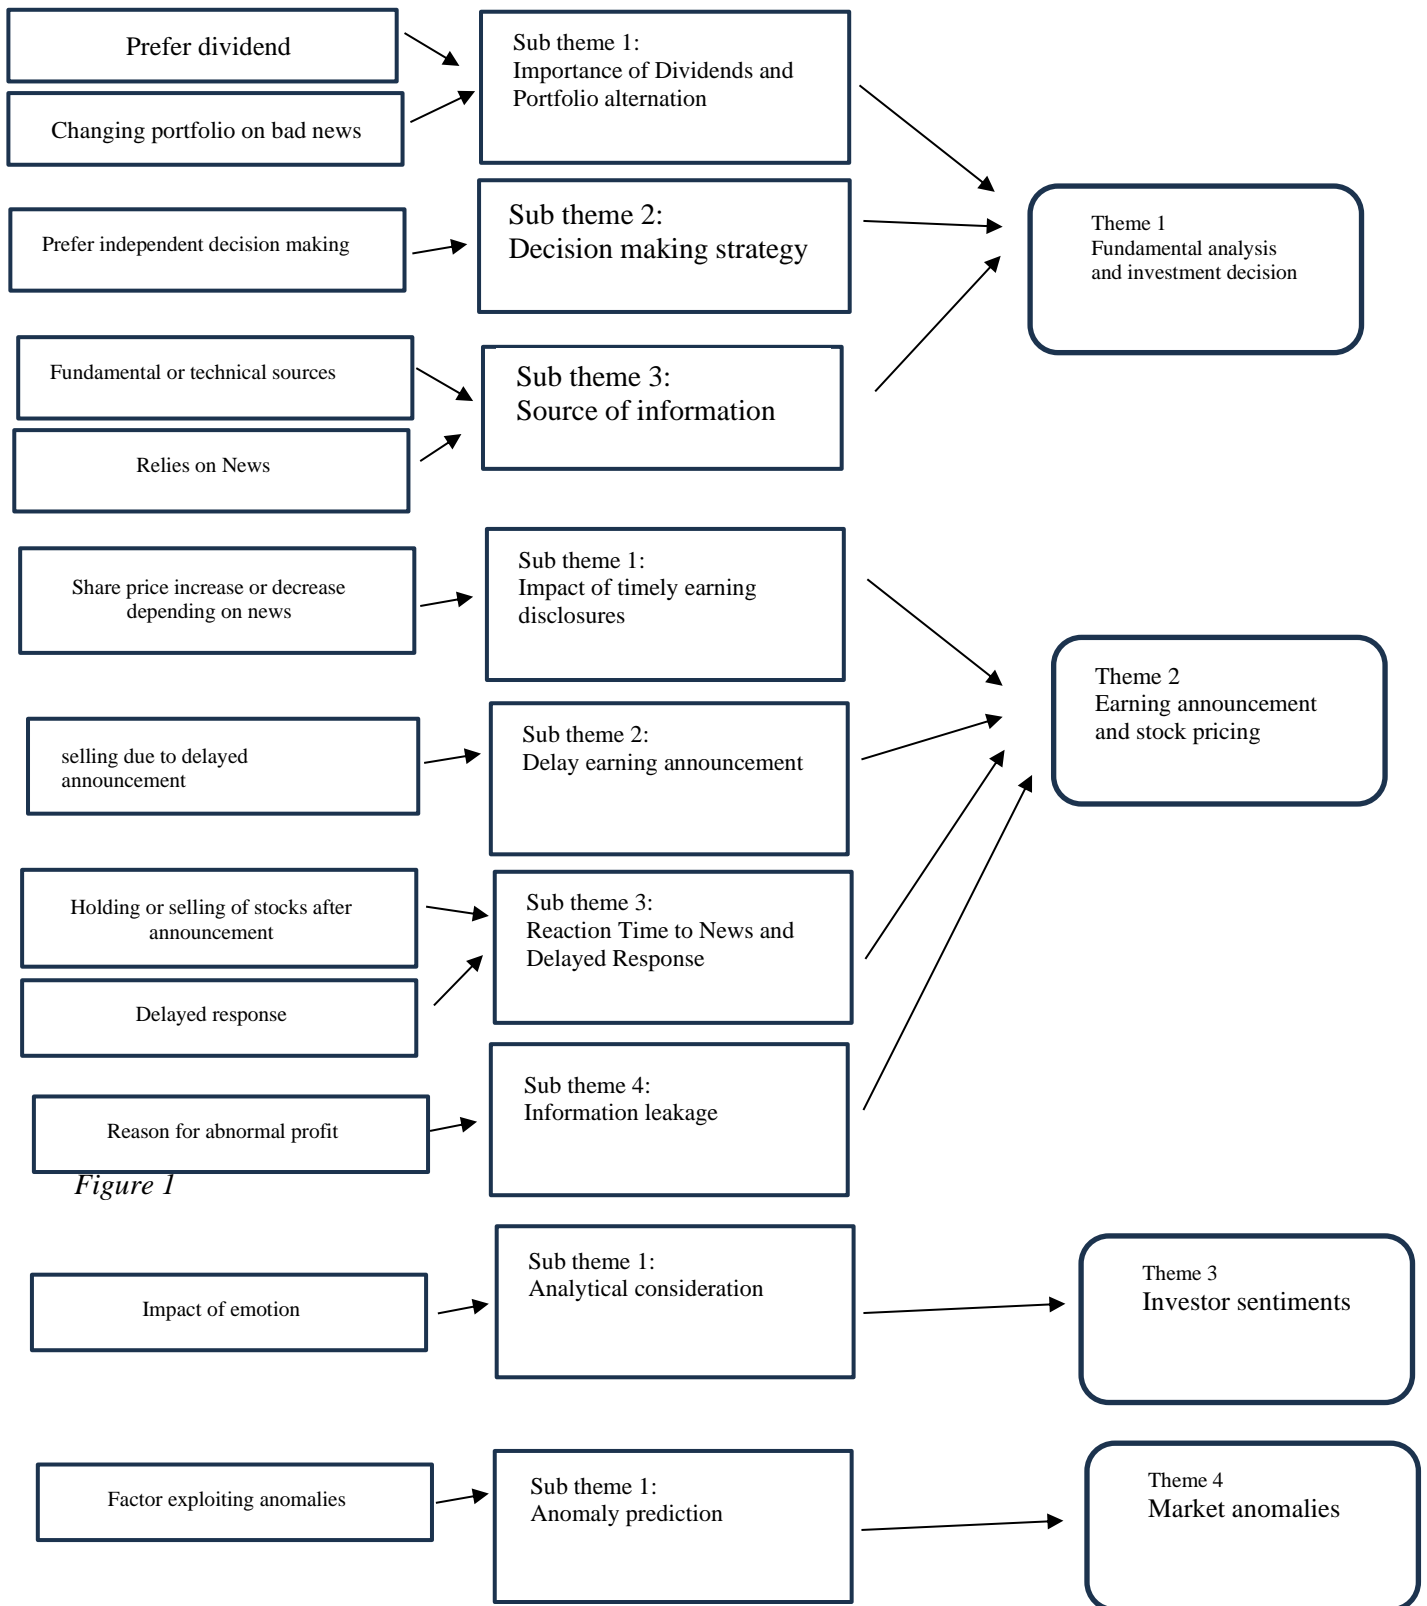 Prefer dividend
Changing portfolio on bad news
Sub theme 1:
Importance of Dividends and
Portfolio alternation
Prefer independent decision making
Sub theme 2:
Decision making strategy
Theme 1
Fundamental analysis
and investment decision
Fundamental or technical sources
Relies on News
Sub theme 3:
Source of information
Share price increase or decrease
depending on news
Sub theme 1:
Impact of timely earning
disclosures
selling due to delayed
announcement
Sub theme 2:
Delay earning announcement
Theme 2
Earning announcement
and stock pricing
Holding or selling of stocks after
announcement
Delayed response
Sub theme 3:
Reaction Time to News and
Delayed Response
Reason for abnormal profit
Sub theme 4:
Information leakage
Figure 1
Impact of emotion
Sub theme 1:
Analytical consideration
Theme 3
Investor sentiments
Factor exploiting anomalies
Sub theme 1:
Anomaly prediction
Theme 4
Market anomalies